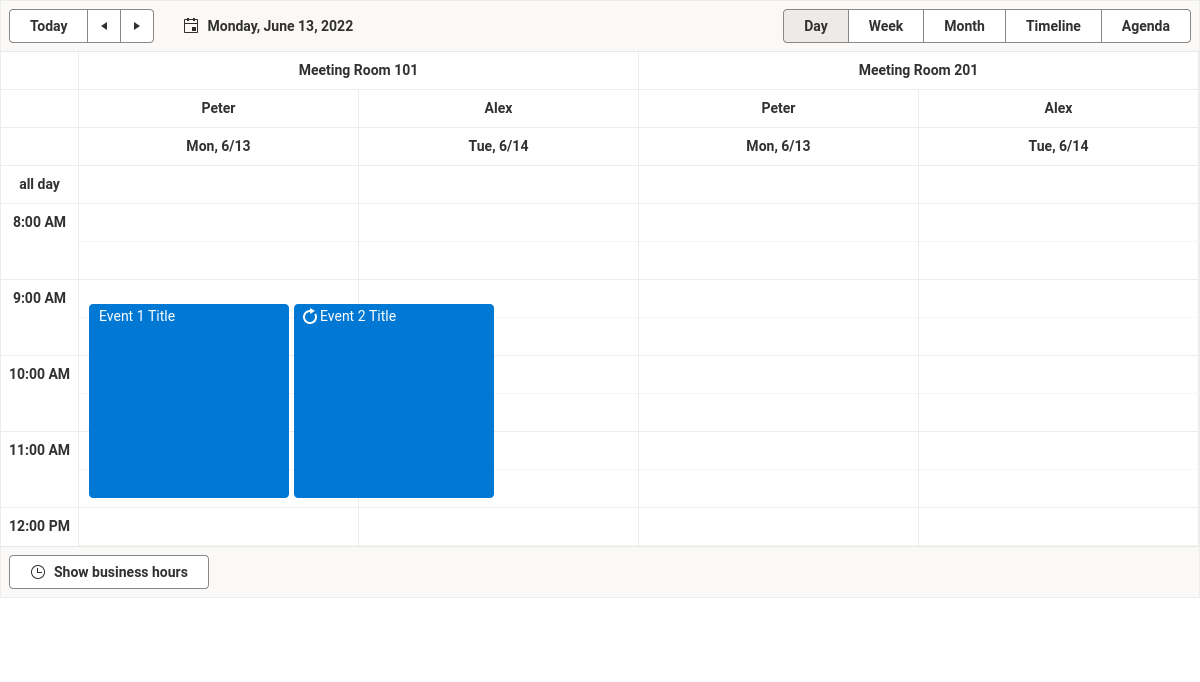 Today
Monday, June 13, 2022
Day Week Month Timeline Agenda
Meeting Room 101 Meeting Room 201
Peter Alex Peter Alex
Mon, 6/13 Tue, 6/14 Mon, 6/13 Tue, 6/14
all day
8:00 AM
9:00 AM
Event 1 Title Event 2 Title
10:00 AM
11:00 AM
12:00 PM
Show business hours